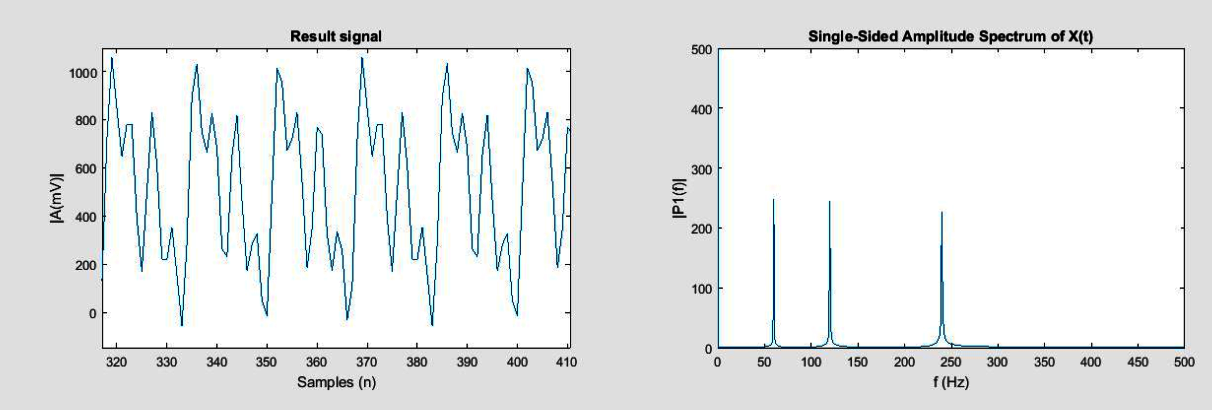 Result signal
1000
800
600
400
200
0
|A(mV)|
320 330 340 350 360 370 380 390 400 410
Samples (n)
Single-Sided Amplitude Spectrum of X(t)
500
400
300
200
100
0
|P1(f)|
0 50 100 150 200 250 300 350 400 450 500
f (Hz)